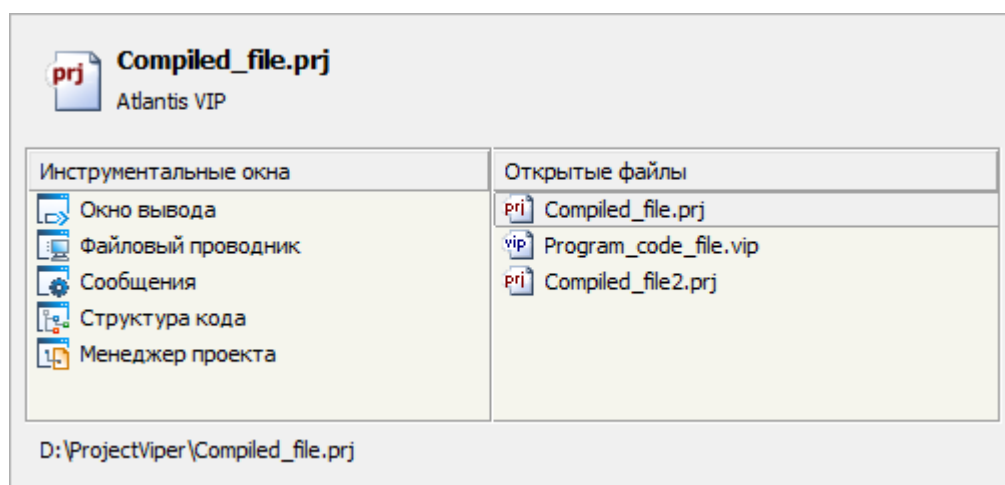 prj Compiled_file.prj
Atlantis VIP
Инструментальные окна
Окно вывода
Файловый проводник
Сообщения
Структура кода
Менеджер проекта
Открытые файлы
prj Compiled_file.prj
vip Program_code_file.vip
prj Compiled_file2.prj
D:\ProjectViper\Compiled_file.prj